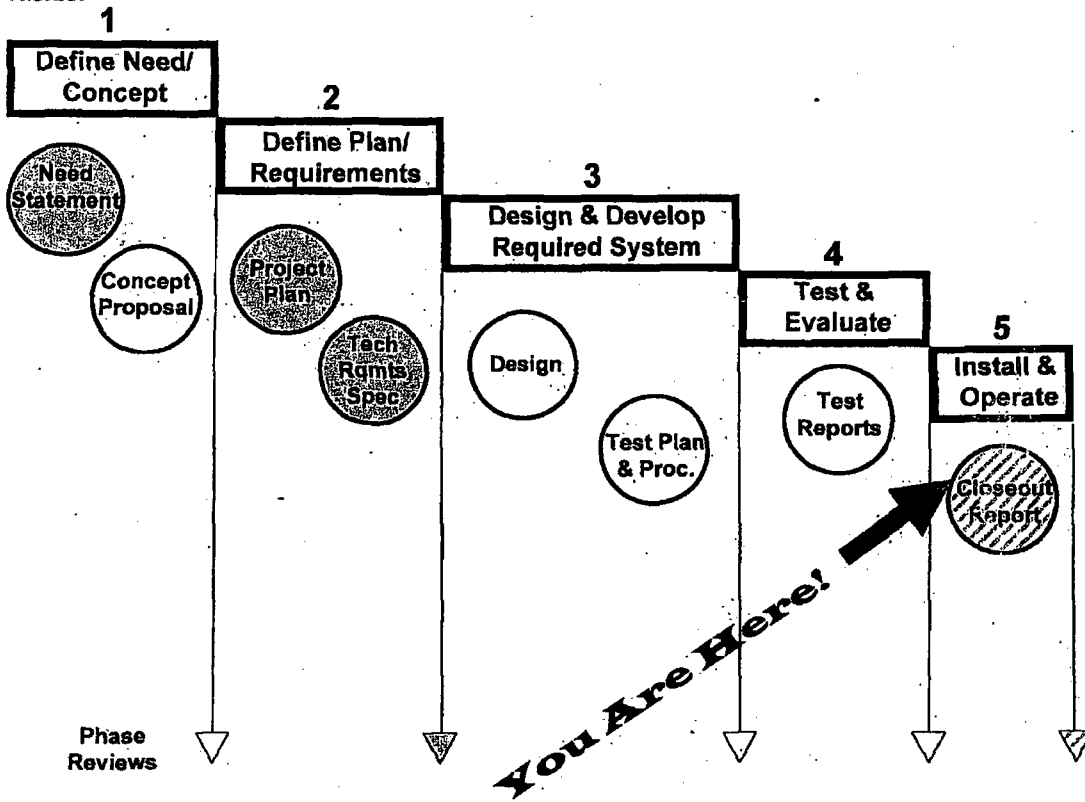 1
Define Need/
Concept
2
Define Plan/
Requirements
3
Design & Develop
Required System
4
Test &
Evaluate
5
Install &
Operate
Need
Statement
Concept
Proposal
Project
Plan
Tech
Rqmts
Spec
Design
Test Plan
& Proc.
Test
Reports
Closeout
Report
You Are Here!
Phase
Reviews